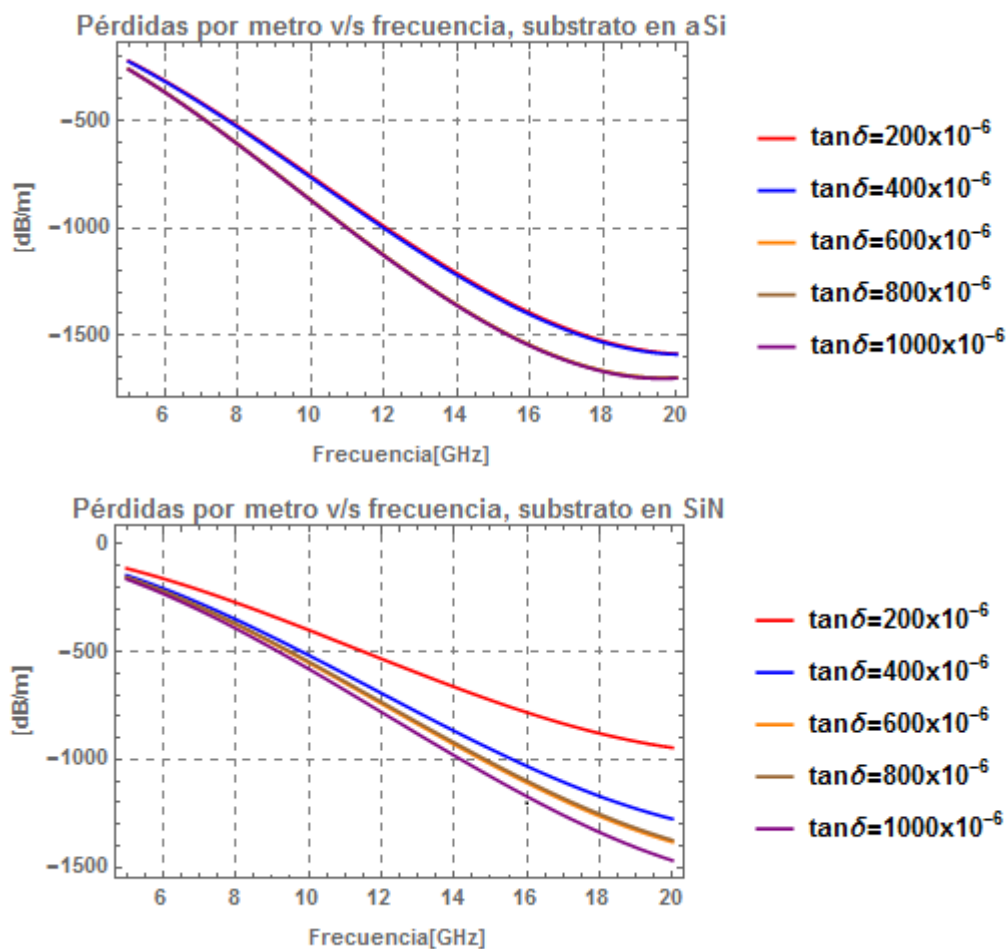 Pérdidas por metro v/s frecuencia, substrato en aSi
-500
-1000
-1500
[dB/m]
6 8 10 12 14 16 18 20
Frecuencia[GHz]
tanδ=200x10⁻⁶
tanδ=400x10⁻⁶
tanδ=600x10⁻⁶
tanδ=800x10⁻⁶
tanδ=1000x10⁻⁶
Pérdidas por metro v/s frecuencia, substrato en SiN
0
-500
-1000
-1500
[dB/m]
6 8 10 12 14 16 18 20
Frecuencia[GHz]
tanδ=200x10⁻⁶
tanδ=400x10⁻⁶
tanδ=600x10⁻⁶
tanδ=800x10⁻⁶
tanδ=1000x10⁻⁶